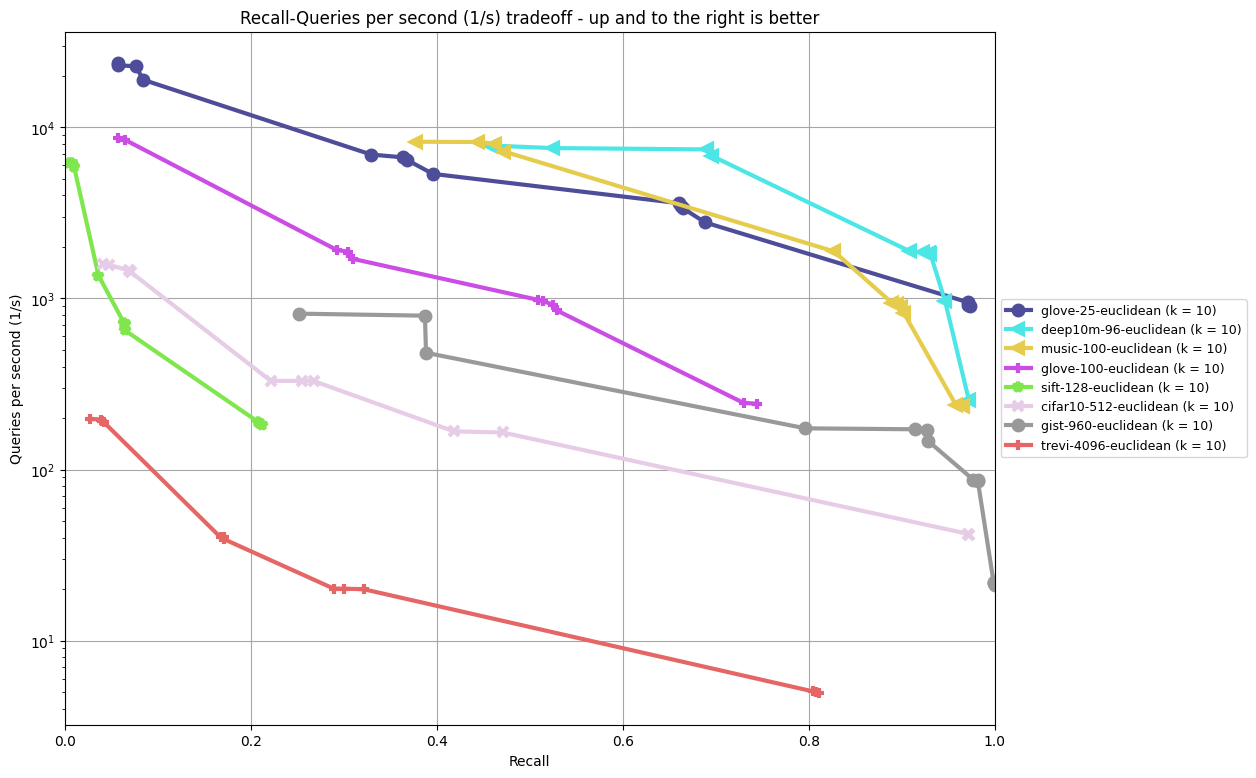 Recall-Queries per second (1/s) tradeoff - up and to the right is better
Queries per second (1/s)
10⁴
10³
10²
10¹
0.0 0.2 0.4 0.6 0.8 1.0
Recall
glove-25-euclidean (k = 10)
deep10m-96-euclidean (k = 10)
music-100-euclidean (k = 10)
glove-100-euclidean (k = 10)
sift-128-euclidean (k = 10)
cifar10-512-euclidean (k = 10)
gist-960-euclidean (k = 10)
trevi-4096-euclidean (k = 10)